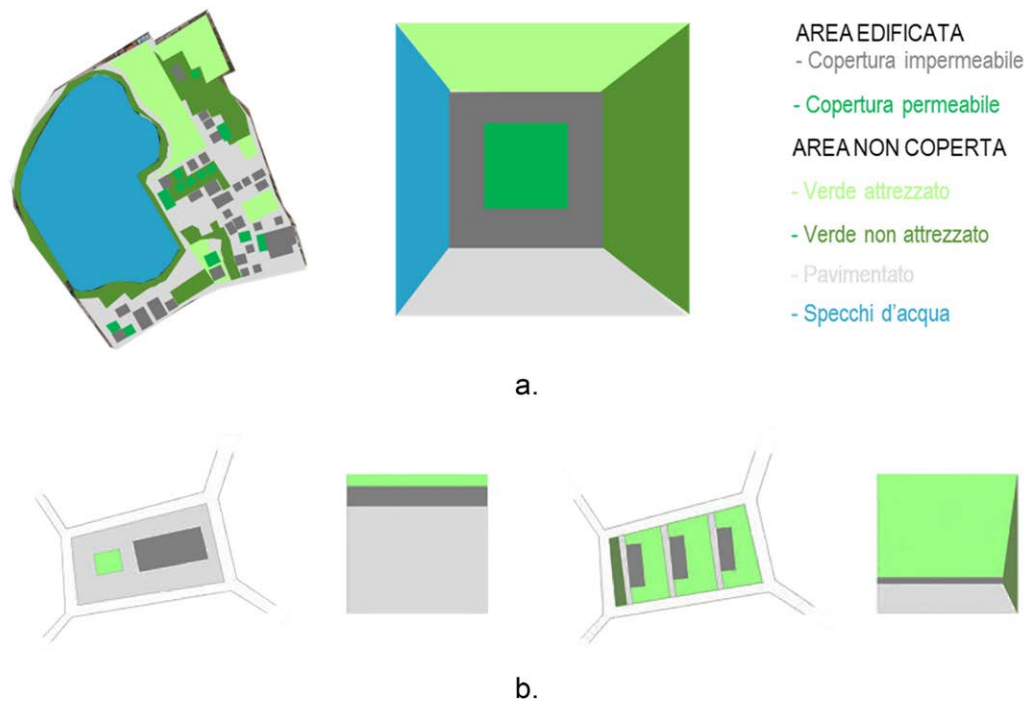 AREA EDIFICATA
- Copertura impermeabile
- Copertura permeabile
AREA NON COPERTA
- Verde attrezzato
- Verde non attrezzato
- Pavimentato
- Specchi d'acqua
a.
b.